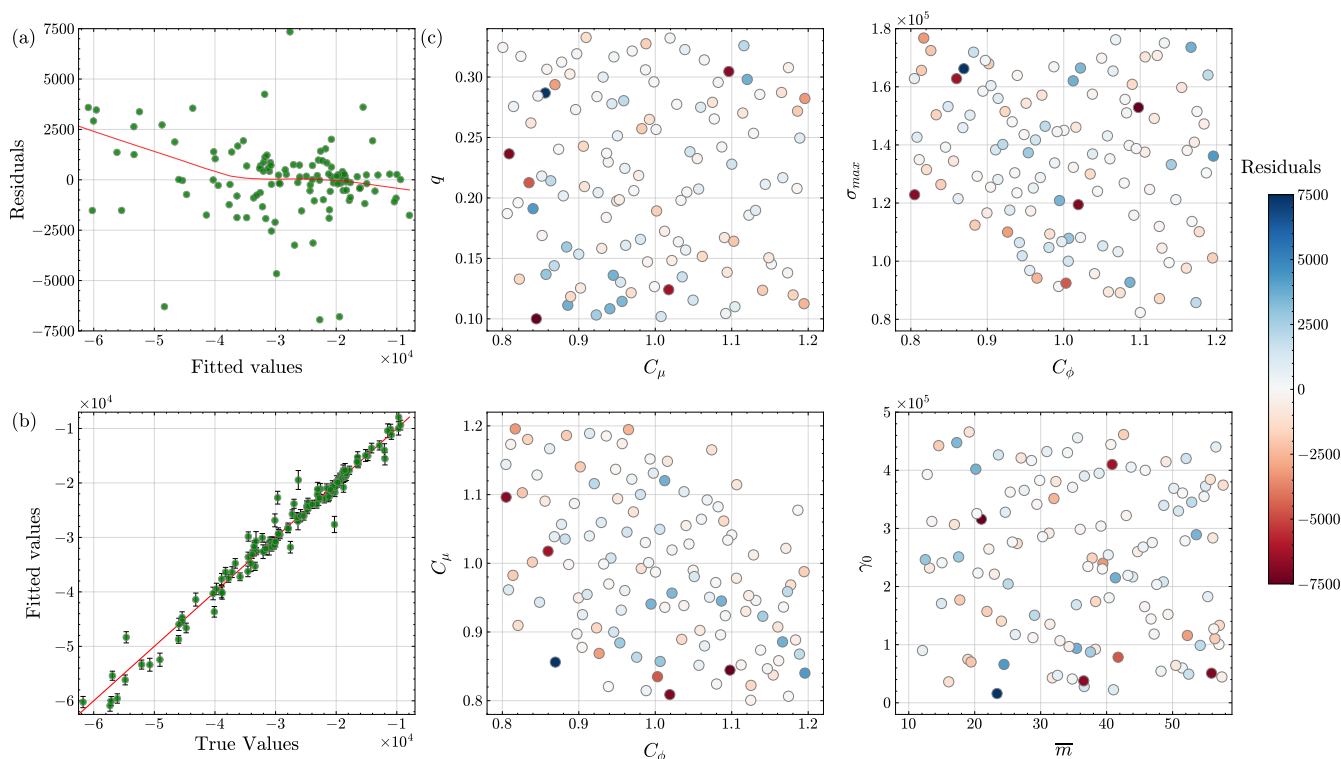 (a)
7500
5000
2500
0
−2500
−5000
−7500
Residuals
−6 −5 −4 −3 −2 −1
×10⁴
Fitted values
(b)
×10⁴
−1
−2
−3
−4
−5
−6
Fitted values
−6 −5 −4 −3 −2 −1
×10⁴
True Values
(c)
0.30
0.25
0.20
0.15
0.10
q
0.8 0.9 1.0 1.1 1.2
C_μ
×10⁵
1.8
1.6
1.4
1.2
1.0
0.8
σ_max
0.8 0.9 1.0 1.1 1.2
C_ϕ
1.2
1.1
1.0
0.9
0.8
C_μ
0.8 0.9 1.0 1.1 1.2
C_ϕ
×10⁵
5
4
3
2
1
0
γ₀
10 20 30 40 50
m̅
Residuals
7500
5000
2500
0
−2500
−5000
−7500